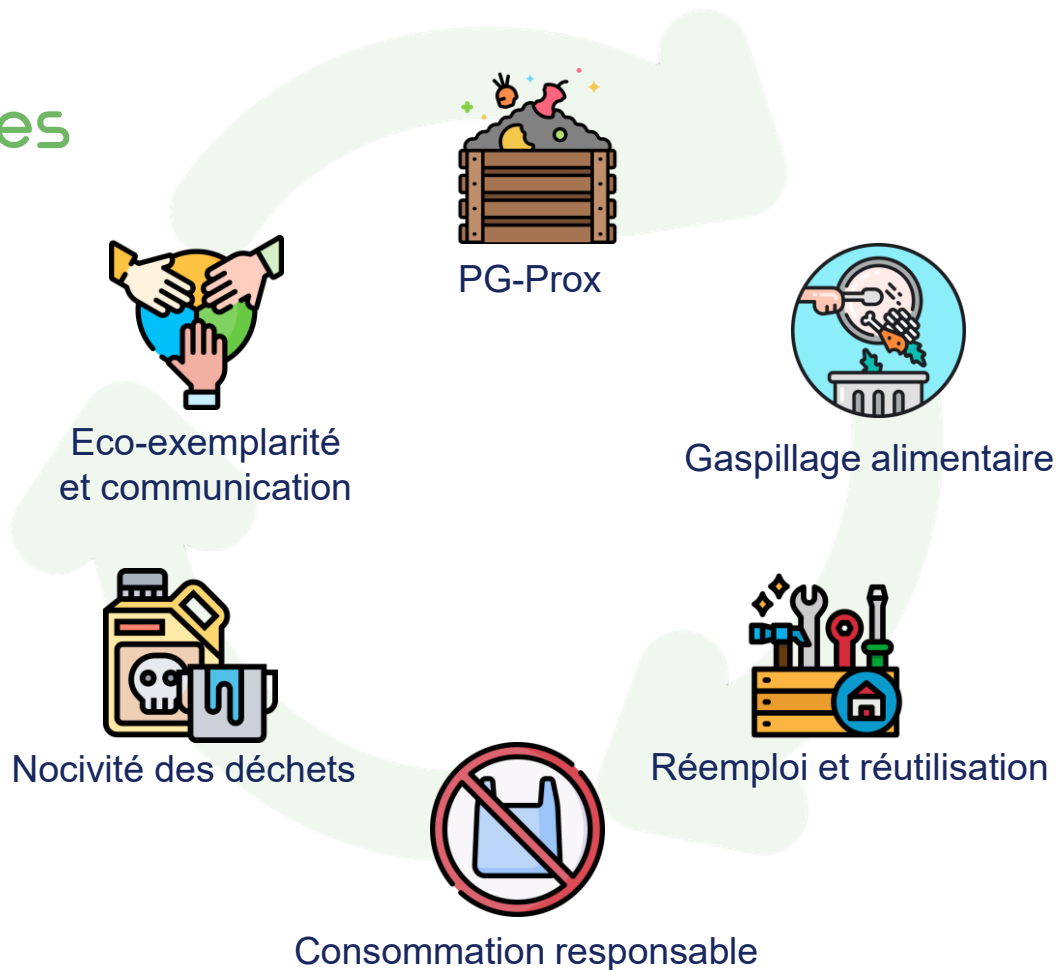 es
PG-Prox
Gaspillage alimentaire
Réemploi et réutilisation
Consommation responsable
Nocivité des déchets
Eco-exemplarité
et communication